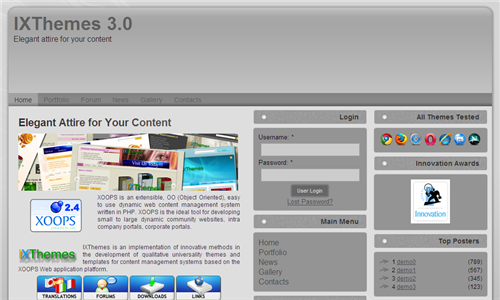 IXThemes 3.0
Elegant attire for your content
Home Portfolio Forum News Gallery Contacts
Elegant Attire for Your Content
XOOPS 2.4
XOOPS is an extensible, OO (Object Oriented), easy
to use dynamic web content management system
written in PHP. XOOPS is the ideal tool for developing
small to large dynamic community websites, intra
company portals, corporate portals.
IXThemes
IXThemes is an implementation of innovative methods in
the development of qualitative universality themes and
templates for content management systems based on the
XOOPS Web application platform.
TRANSLATIONS FORUMS DOWNLOADS LINKS
Login
Username: *
Password: *
User Login
Lost Password?
Main Menu
Home
Portfolio
News
Gallery
Contacts
All Themes Tested
Innovation Awards
Innovation
Top Posters
1 demo0 (789)
2 demo3 (567)
3 demo2 (345)
4 demo0 (123)